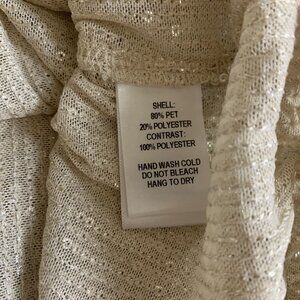 SHELL:
80% PET
20% POLYESTER
CONTRAST:
100% POLYESTER
HAND WASH COLD
DO NOT BLEACH
HANG TO DRY